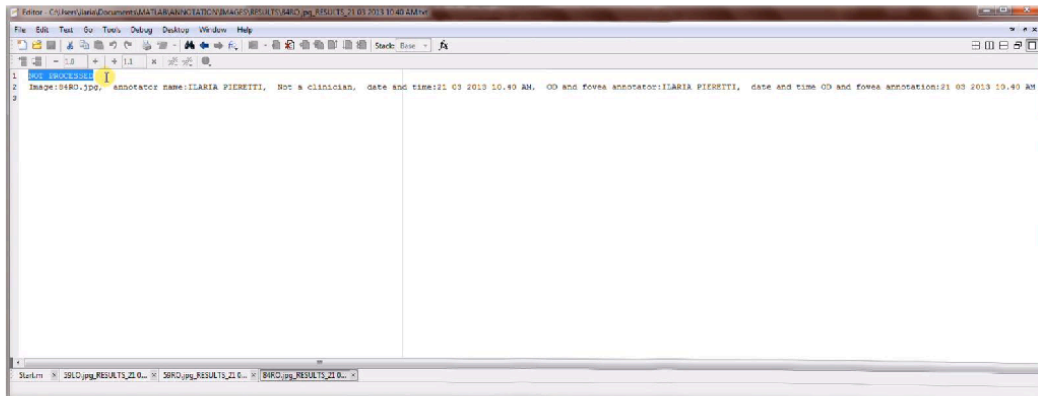 Editor - C:\Users\ilaria\Documents\MATLAB\ANNOTATION\IMAGES\RESULTS\84RO.jpg_RESULTS_21 03 2013 10.40 AM.txt
File Edit Text Go Tools Debug Desktop Window Help
Stack: Base fx
1.0 1.1
1 NOT PROCESSED
2 Image:84RO.jpg, annotator name:ILARIA PIERETTI, Not a clinician, date and time:21 03 2013 10.40 AM, OD and fovea annotator:ILARIA PIERETTI, date and time OD and fovea annotation:21 03 2013 10.40 AM
3
Start.m 59LO.jpg_RESULTS_21 0... 59RO.jpg_RESULTS_21 0... 84RO.jpg_RESULTS_21 0...